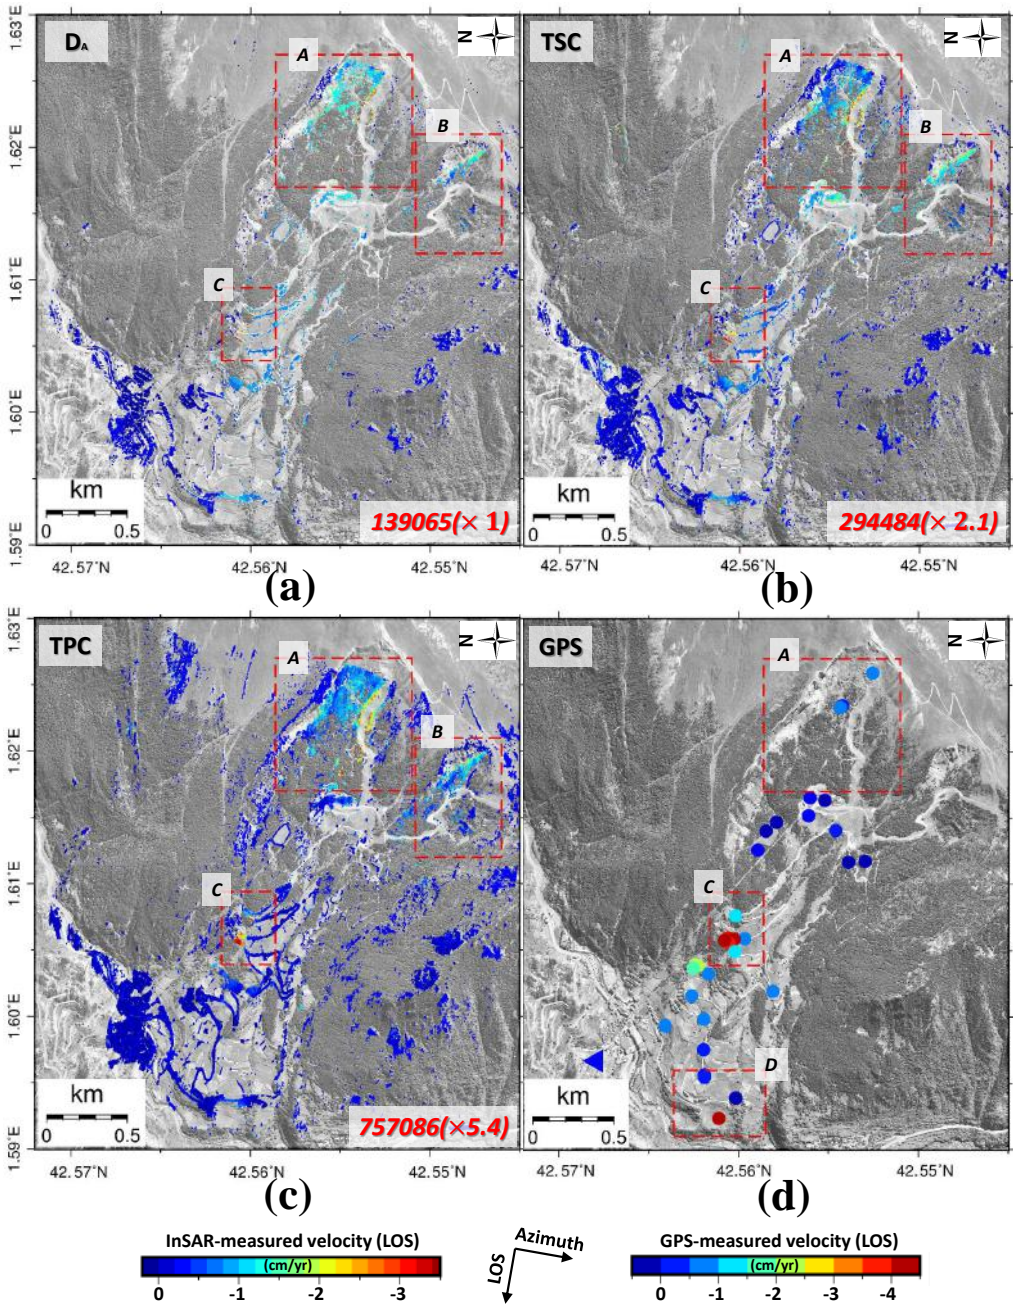 1.63°E
1.62°E
1.61°E
1.60°E
1.59°E
DA
N
A
B
C
km
0 0.5
139065(× 1)
42.57°N 42.56°N 42.55°N
(a)
TSC
N
A
B
C
km
0 0.5
294484(× 2.1)
42.57°N 42.56°N 42.55°N
(b)
1.63°E
1.62°E
1.61°E
1.60°E
1.59°E
TPC
N
A
B
C
km
0 0.5
757086(×5.4)
42.57°N 42.56°N 42.55°N
(c)
GPS
N
A
C
D
km
0 0.5
42.57°N 42.56°N 42.55°N
(d)
InSAR-measured velocity (LOS)
(cm/yr)
0 -1 -2 -3
Azimuth
LOS
GPS-measured velocity (LOS)
(cm/yr)
0 -1 -2 -3 -4